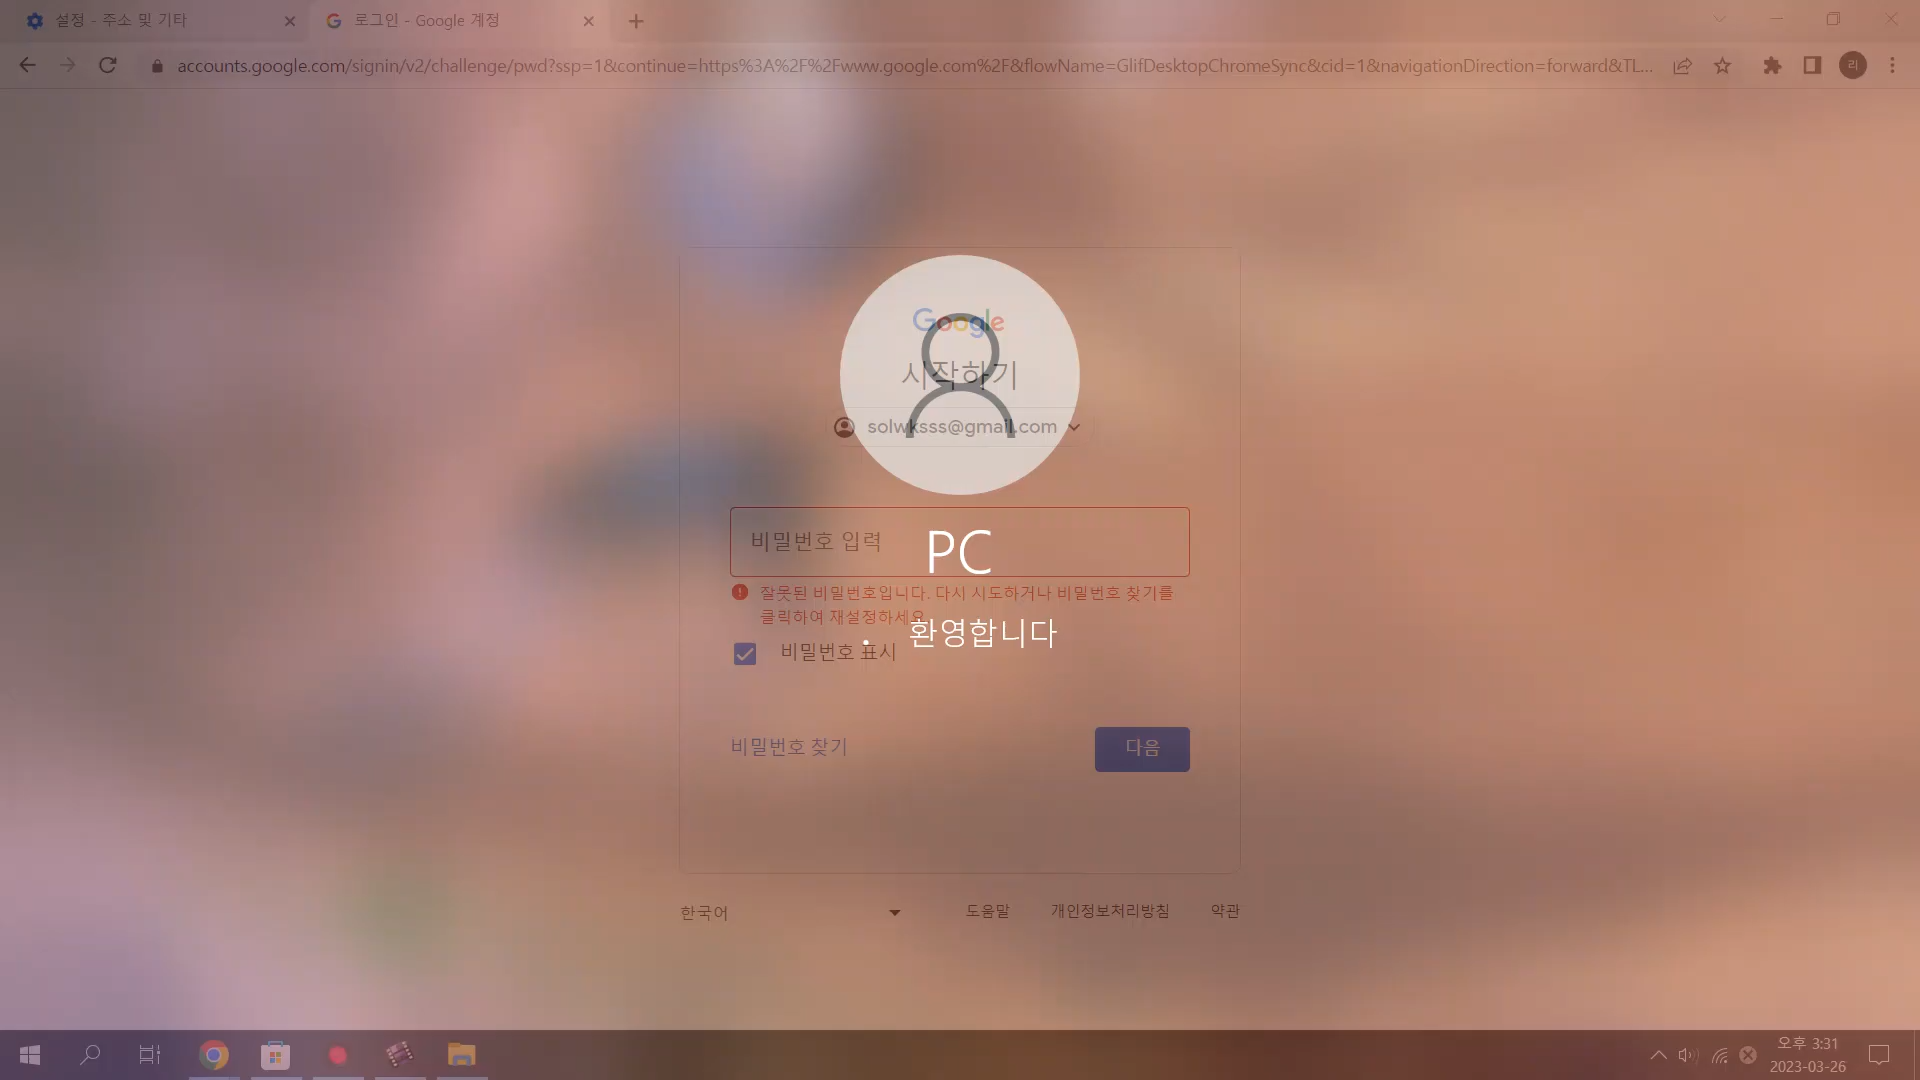 설정 - 주소 및 기타
로그인 - Google 계정
accounts.google.com/signin/v2/challenge/pwd?ssp=1&continue=https%3A%2F%2Fwww.google.com%2F&flowName=GlifDesktopChromeSync&cid=1&navigationDirection=forward&TL...
리
Google
시작하기
solwksss@gmail.com
비밀번호 입력
PC
잘못된 비밀번호입니다. 다시 시도하거나 비밀번호 찾기를
클릭하여 재설정하세요.
환영합니다
비밀번호 표시
비밀번호 찾기
다음
한국어
도움말
개인정보처리방침
약관
오후 3:31
2023-03-26